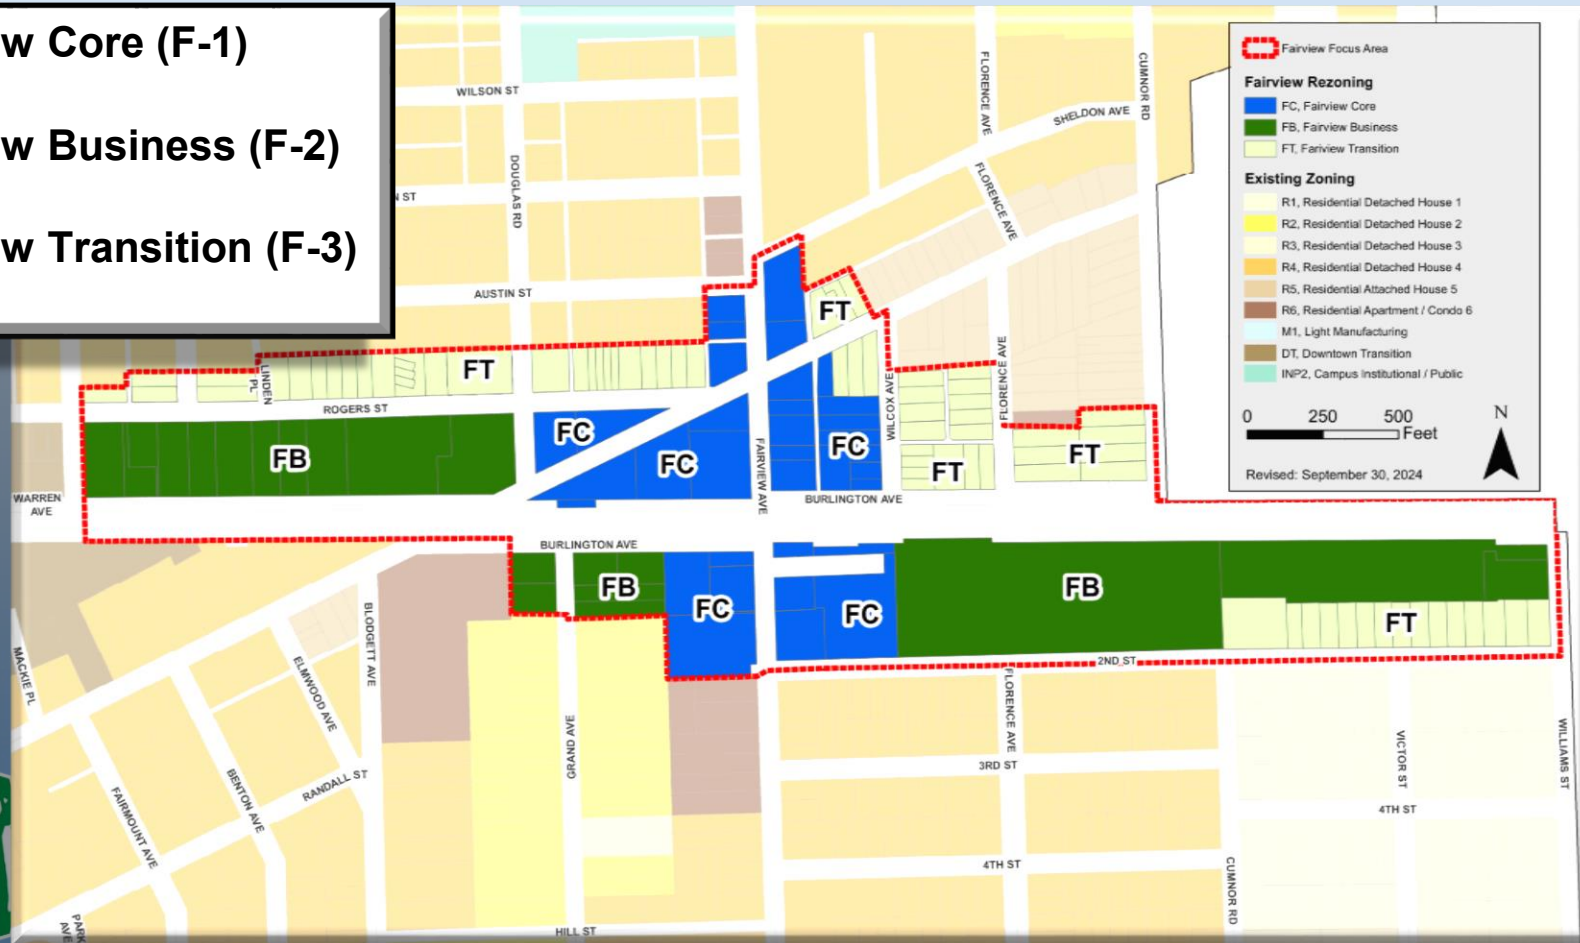 w Core (F-1)
w Business (F-2)
w Transition (F-3)
Fairview Focus Area
Fairview Rezoning
FC, Fairview Core
FB, Fairview Business
FT, Fariview Transition
Existing Zoning
R1, Residential Detached House 1
R2, Residential Detached House 2
R3, Residential Detached House 3
R4, Residential Detached House 4
R5, Residential Attached House 5
R6, Residential Apartment / Condo 6
M1, Light Manufacturing
DT, Downtown Transition
INP2, Campus Institutional / Public
0 250 500
Feet
N
Revised: September 30, 2024
WILSON ST
DOUGLAS RD
N ST
AUSTIN ST
FLORENCE AVE
CUMNOR RD
SHELDON AVE
FLORENCE AVE
FT
FT
LINDEN PL
ROGERS ST
FB
FC
FC
FAIRVIEW AVE
FC
WILCOX AVE
FLORENCE AVE
FT
FT
WARREN AVE
BURLINGTON AVE
BURLINGTON AVE
FB
FC
FC
FB
FT
2ND ST
MACKIE PL
BLODGETT AVE
ELMWOOD AVE
GRAND AVE
FLORENCE AVE
VICTOR ST
WILLIAMS ST
3RD ST
RANDALL ST
BENTON AVE
FAIRMOUNT AVE
4TH ST
4TH ST
CUMNOR RD
PARK AVE
HILL ST